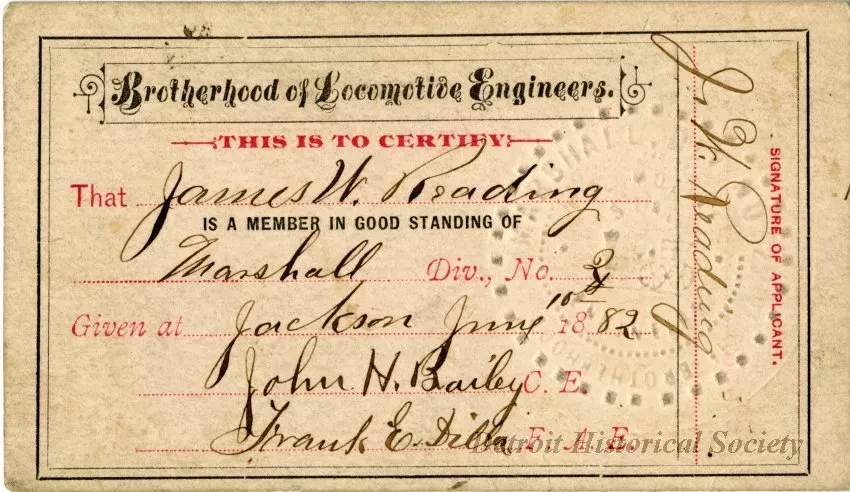 Brotherhood of Locomotive Engineers.
THIS IS TO CERTIFY:
That James W. Reading
IS A MEMBER IN GOOD STANDING OF
Marshall Div., No. 2
Given at Jackson June 10th 1882
John H. Bailey C. E.
Frank E. F. A. E.
J. W. Reading
SIGNATURE OF APPLICANT.
Detroit Historical Society